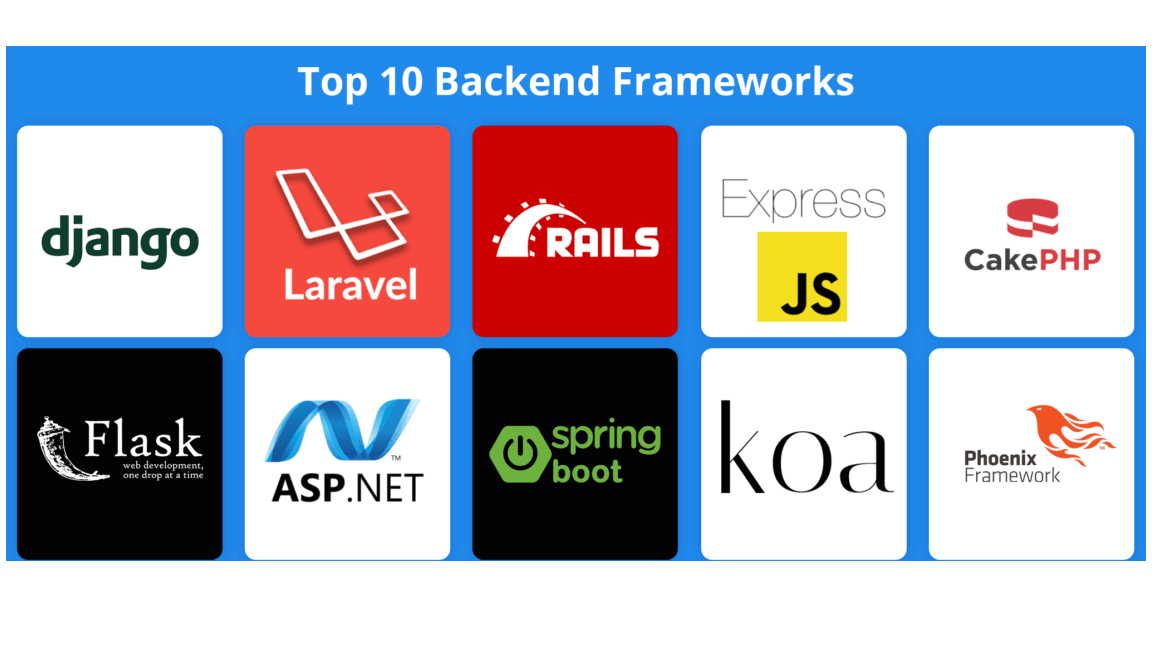 Top 10 Backend Frameworks
django
Laravel
RAILS
Express
JS
CakePHP
Flask
web development,
one drop at a time
ASP.NET
TM
spring
boot
koa
Phoenix
Framework
TM